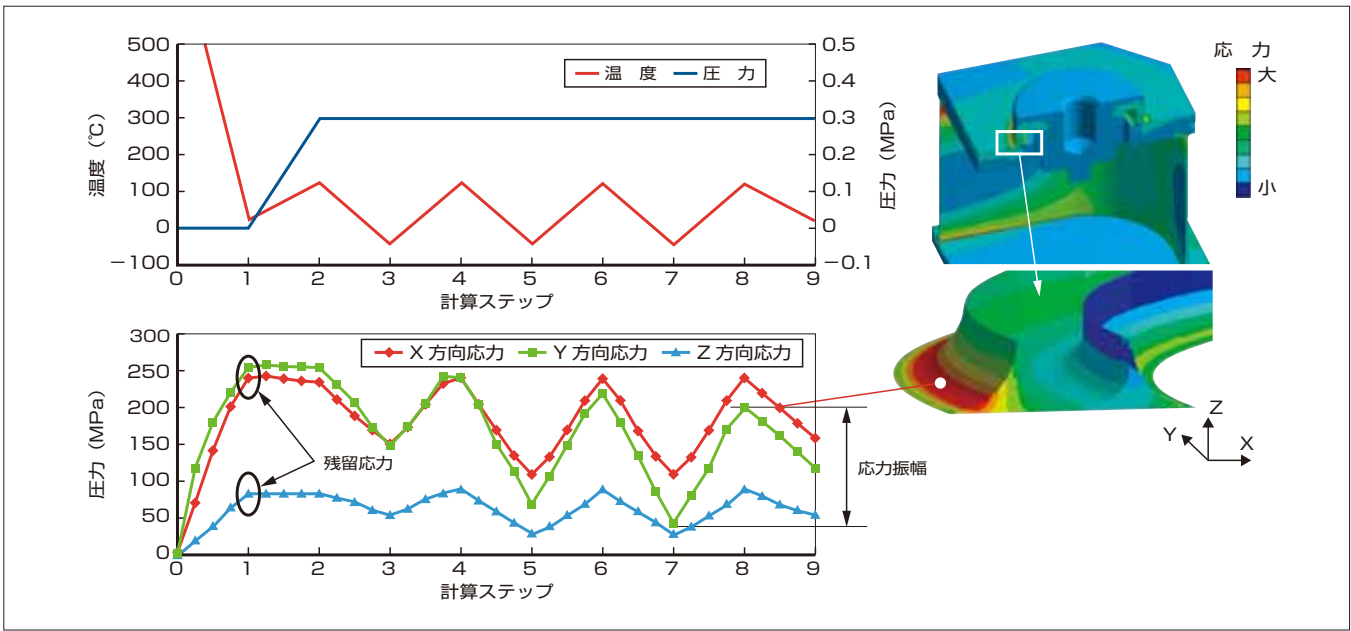 500
400
300
200
100
0
−100
温度（℃）
0 1 2 3 4 5 6 7 8 9
計算ステップ
温 度 圧 力
0.5
0.4
0.3
0.2
0.1
0
−0.1
圧力（MPa）
300
250
200
150
100
50
0
圧力（MPa）
0 1 2 3 4 5 6 7 8 9
計算ステップ
X 方向応力 Y 方向応力 Z 方向応力
残留応力
応力振幅
応 力
大
小
Z
Y
X